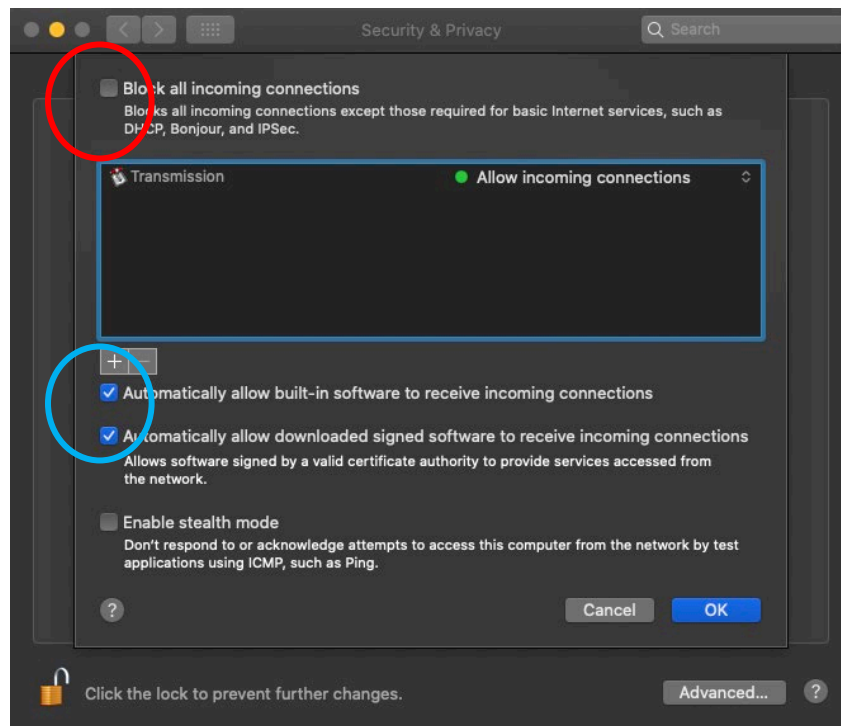 Security & Privacy
Search
Block all incoming connections
Blocks all incoming connections except those required for basic Internet services, such as
DHCP, Bonjour, and IPSec.
Transmission
Allow incoming connections
+ −
Automatically allow built-in software to receive incoming connections
Automatically allow downloaded signed software to receive incoming connections
Allows software signed by a valid certificate authority to provide services accessed from
the network.
Enable stealth mode
Don't respond to or acknowledge attempts to access this computer from the network by test
applications using ICMP, such as Ping.
?
Cancel
OK
Click the lock to prevent further changes.
Advanced...
?